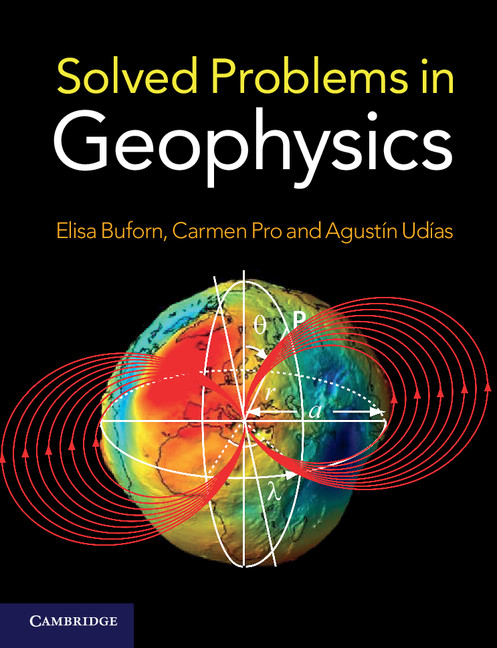 Solved Problems in
Geophysics
Elisa Buforn, Carmen Pro and Agustín Udías
θ P
r
a
λ
CAMBRIDGE